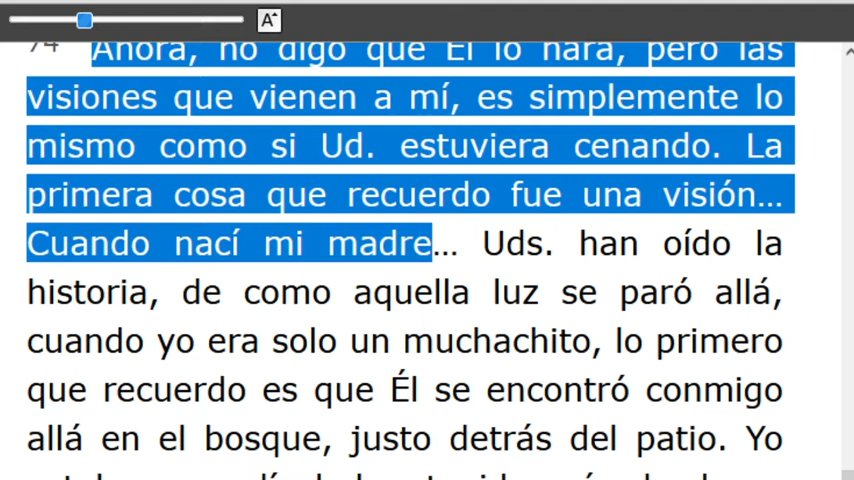 A
74 Ahora, no digo que Él lo hará, pero las
visiones que vienen a mí, es simplemente lo
mismo como si Ud. estuviera cenando. La
primera cosa que recuerdo fue una visión…
Cuando nací mi madre… Uds. han oído la
historia, de como aquella luz se paró allá,
cuando yo era solo un muchachito, lo primero
que recuerdo es que Él se encontró conmigo
allá en el bosque, justo detrás del patio. Yo